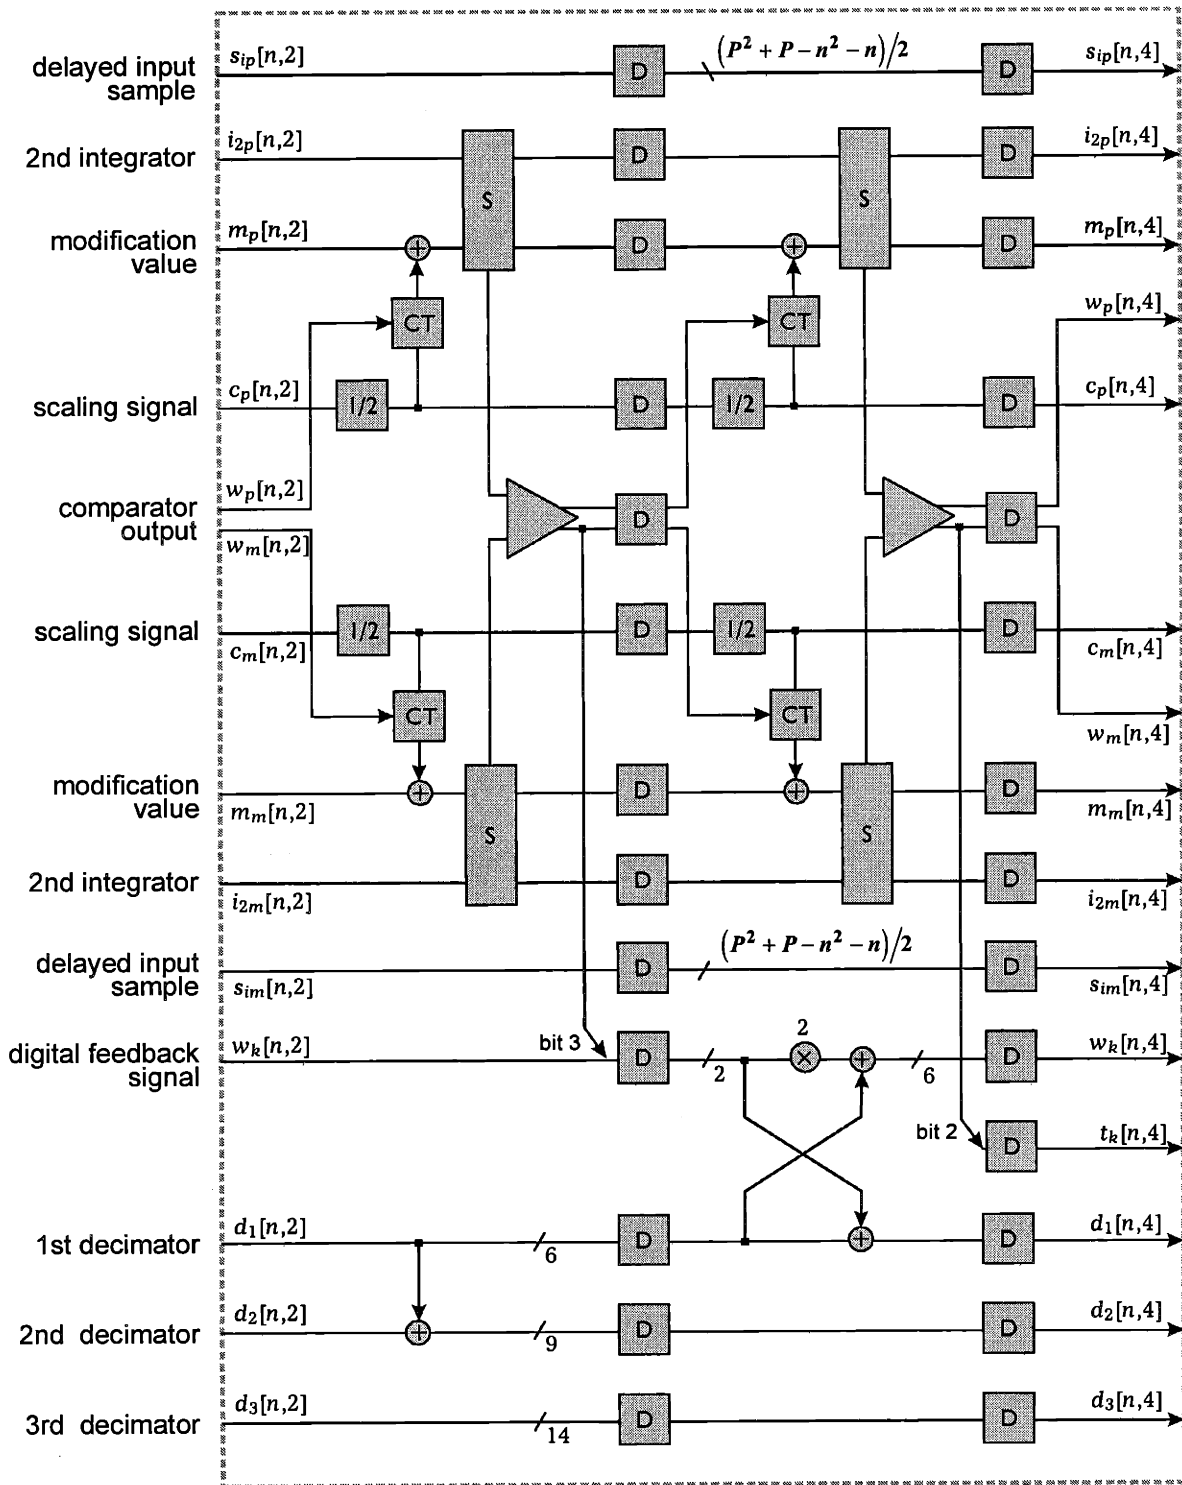 delayed input sample
s_ip[n,2]
D
(P² + P − n² − n)/2
D
s_ip[n,4]
2nd integrator
i_2p[n,2]
S
D
S
D
i_2p[n,4]
modification value
m_p[n,2]
+
D
+
D
m_p[n,4]
CT
CT
w_p[n,4]
scaling signal
c_p[n,2]
1/2
D
1/2
D
c_p[n,4]
comparator output
w_p[n,2]
w_m[n,2]
D
D
scaling signal
c_m[n,2]
1/2
D
1/2
D
c_m[n,4]
CT
CT
w_m[n,4]
modification value
m_m[n,2]
+
D
+
D
m_m[n,4]
S
S
2nd integrator
i_2m[n,2]
D
D
i_2m[n,4]
delayed input sample
s_im[n,2]
D
(P² + P − n² − n)/2
D
s_im[n,4]
digital feedback signal
w_k[n,2]
bit 3
D
2
2
×
+
6
D
w_k[n,4]
bit 2
D
t_k[n,4]
1st decimator
d_1[n,2]
6
D
+
D
d_1[n,4]
2nd decimator
d_2[n,2]
+
9
D
D
d_2[n,4]
3rd decimator
d_3[n,2]
14
D
D
d_3[n,4]